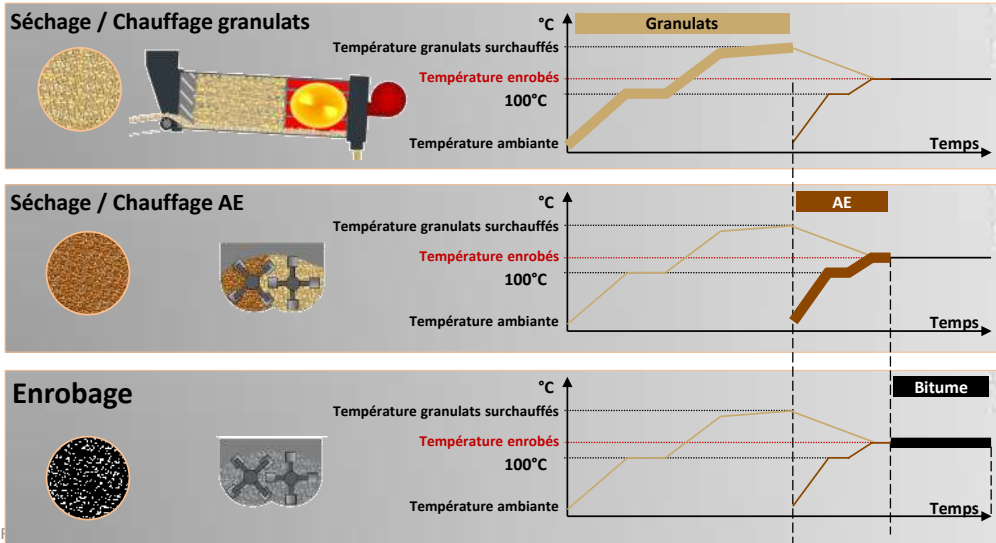 Séchage / Chauffage granulats
°C
Granulats
Température granulats surchauffés
Température enrobés
100°C
Température ambiante
Temps
Séchage / Chauffage AE
°C
AE
Température granulats surchauffés
Température enrobés
100°C
Température ambiante
Temps
Enrobage
°C
Bitume
Température granulats surchauffés
Température enrobés
100°C
Température ambiante
Temps